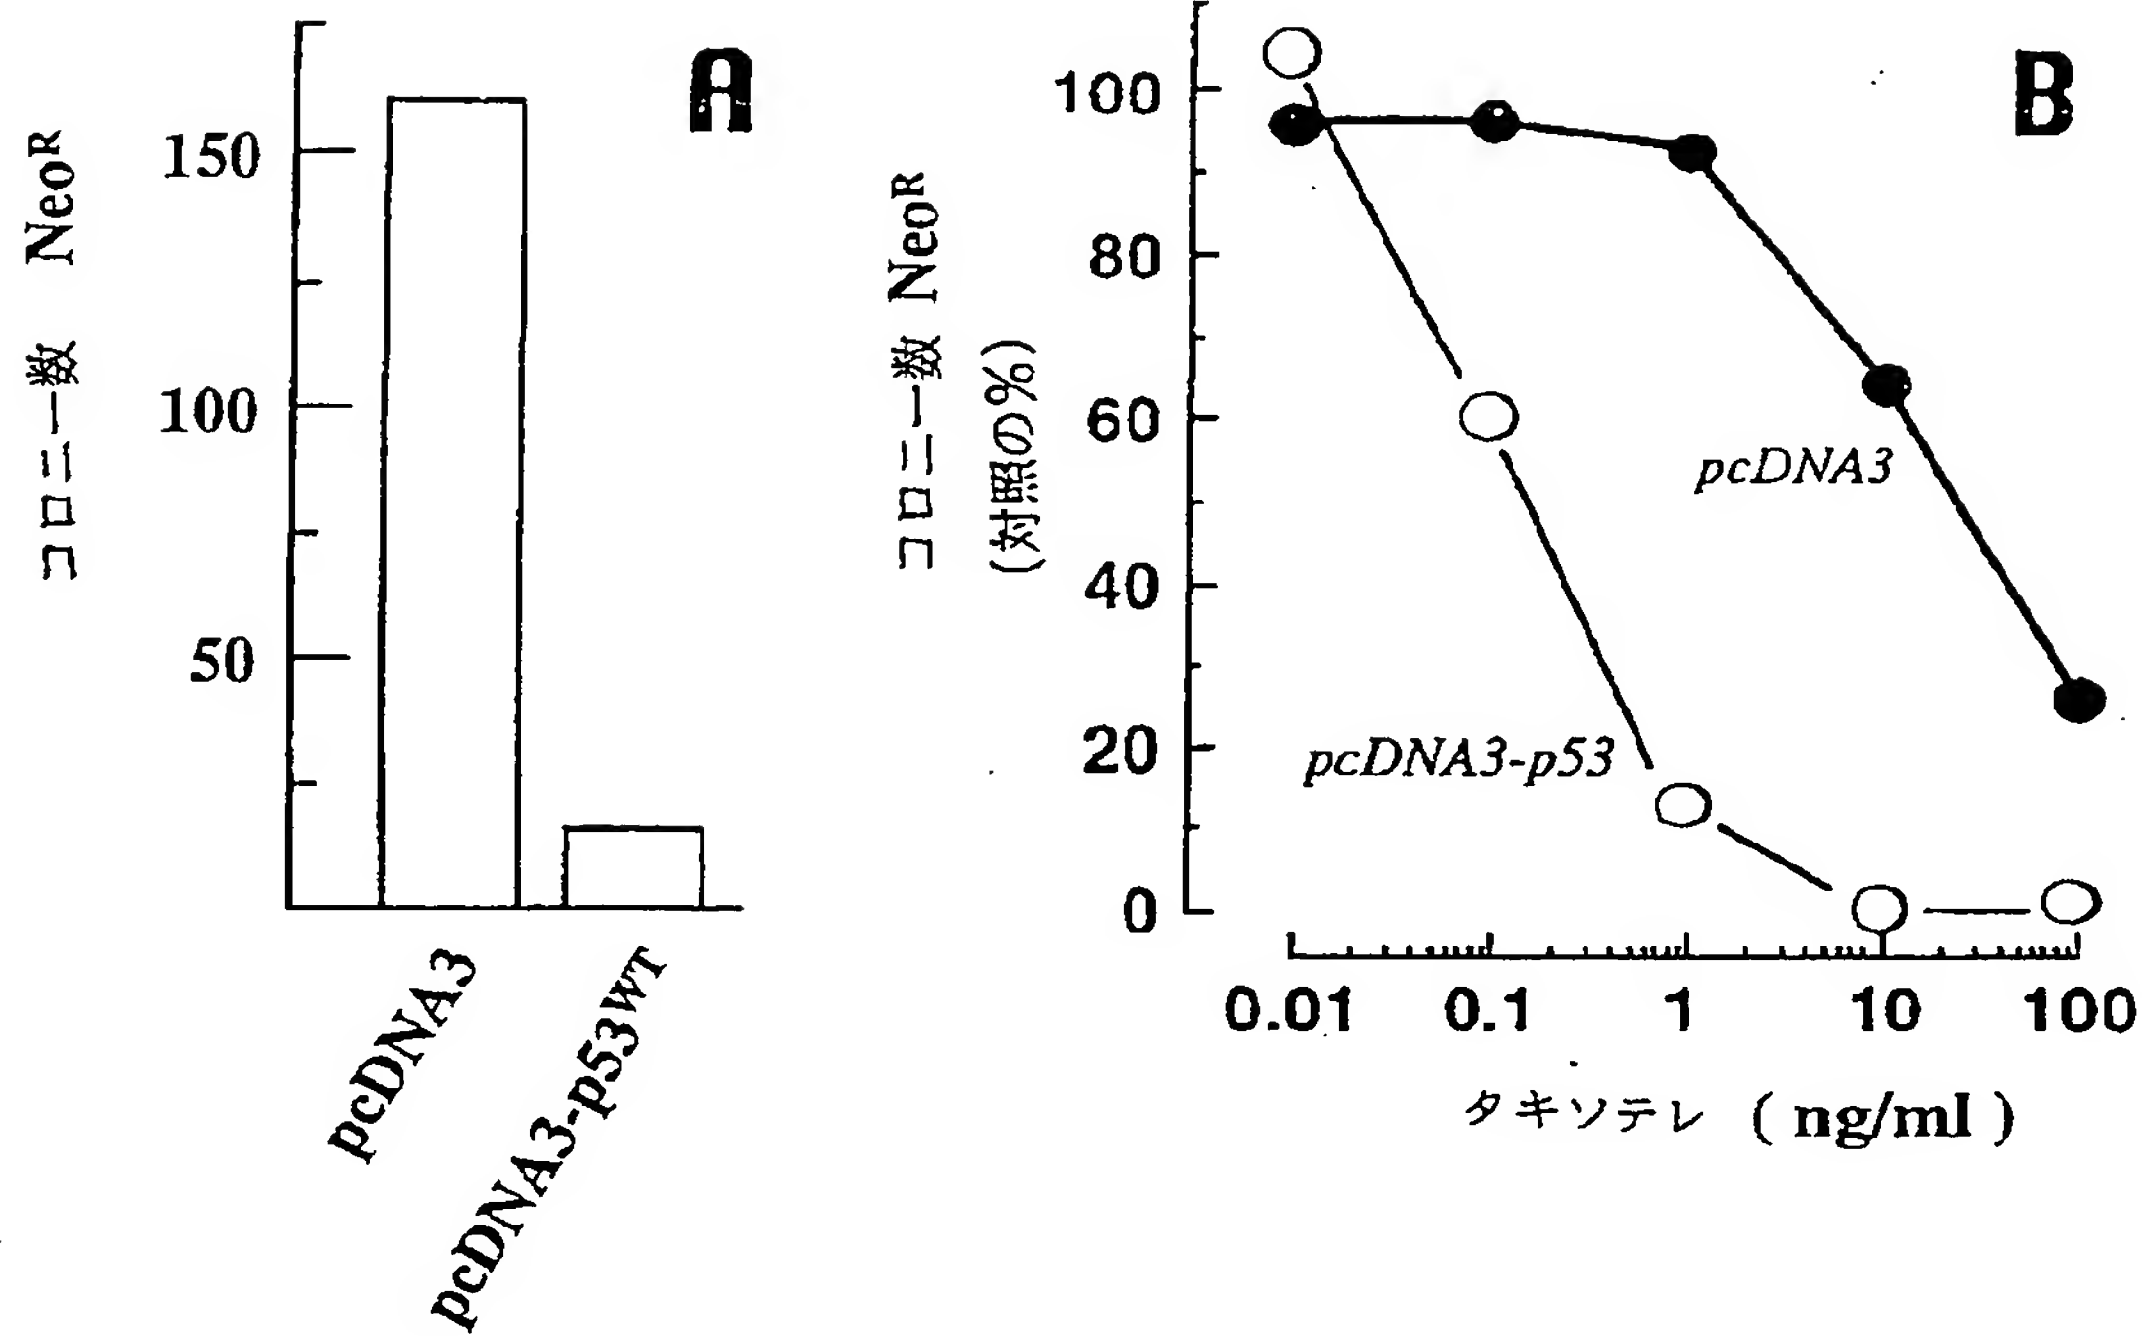 A
コロニー数 NeoR
150
100
50
pcDNA3
pcDNA3-p53WT
B
コロニー数 NeoR
(対照の%)
100
80
60
40
20
0
pcDNA3
pcDNA3-p53
0.01 0.1 1 10 100
タキソテレ ( ng/ml )